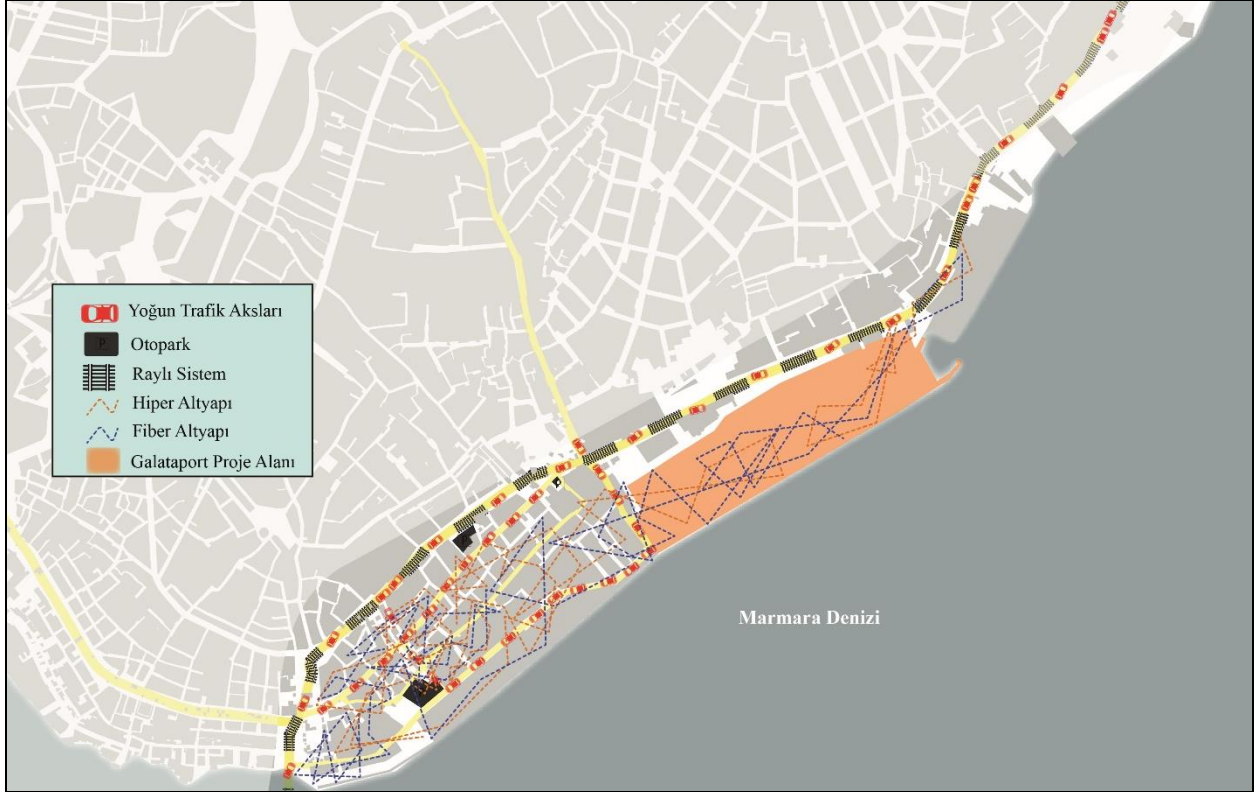 Yoğun Trafik Aksları
P
Otopark
Raylı Sistem
Hiper Altyapı
Fiber Altyapı
Galataport Proje Alanı
Marmara Denizi